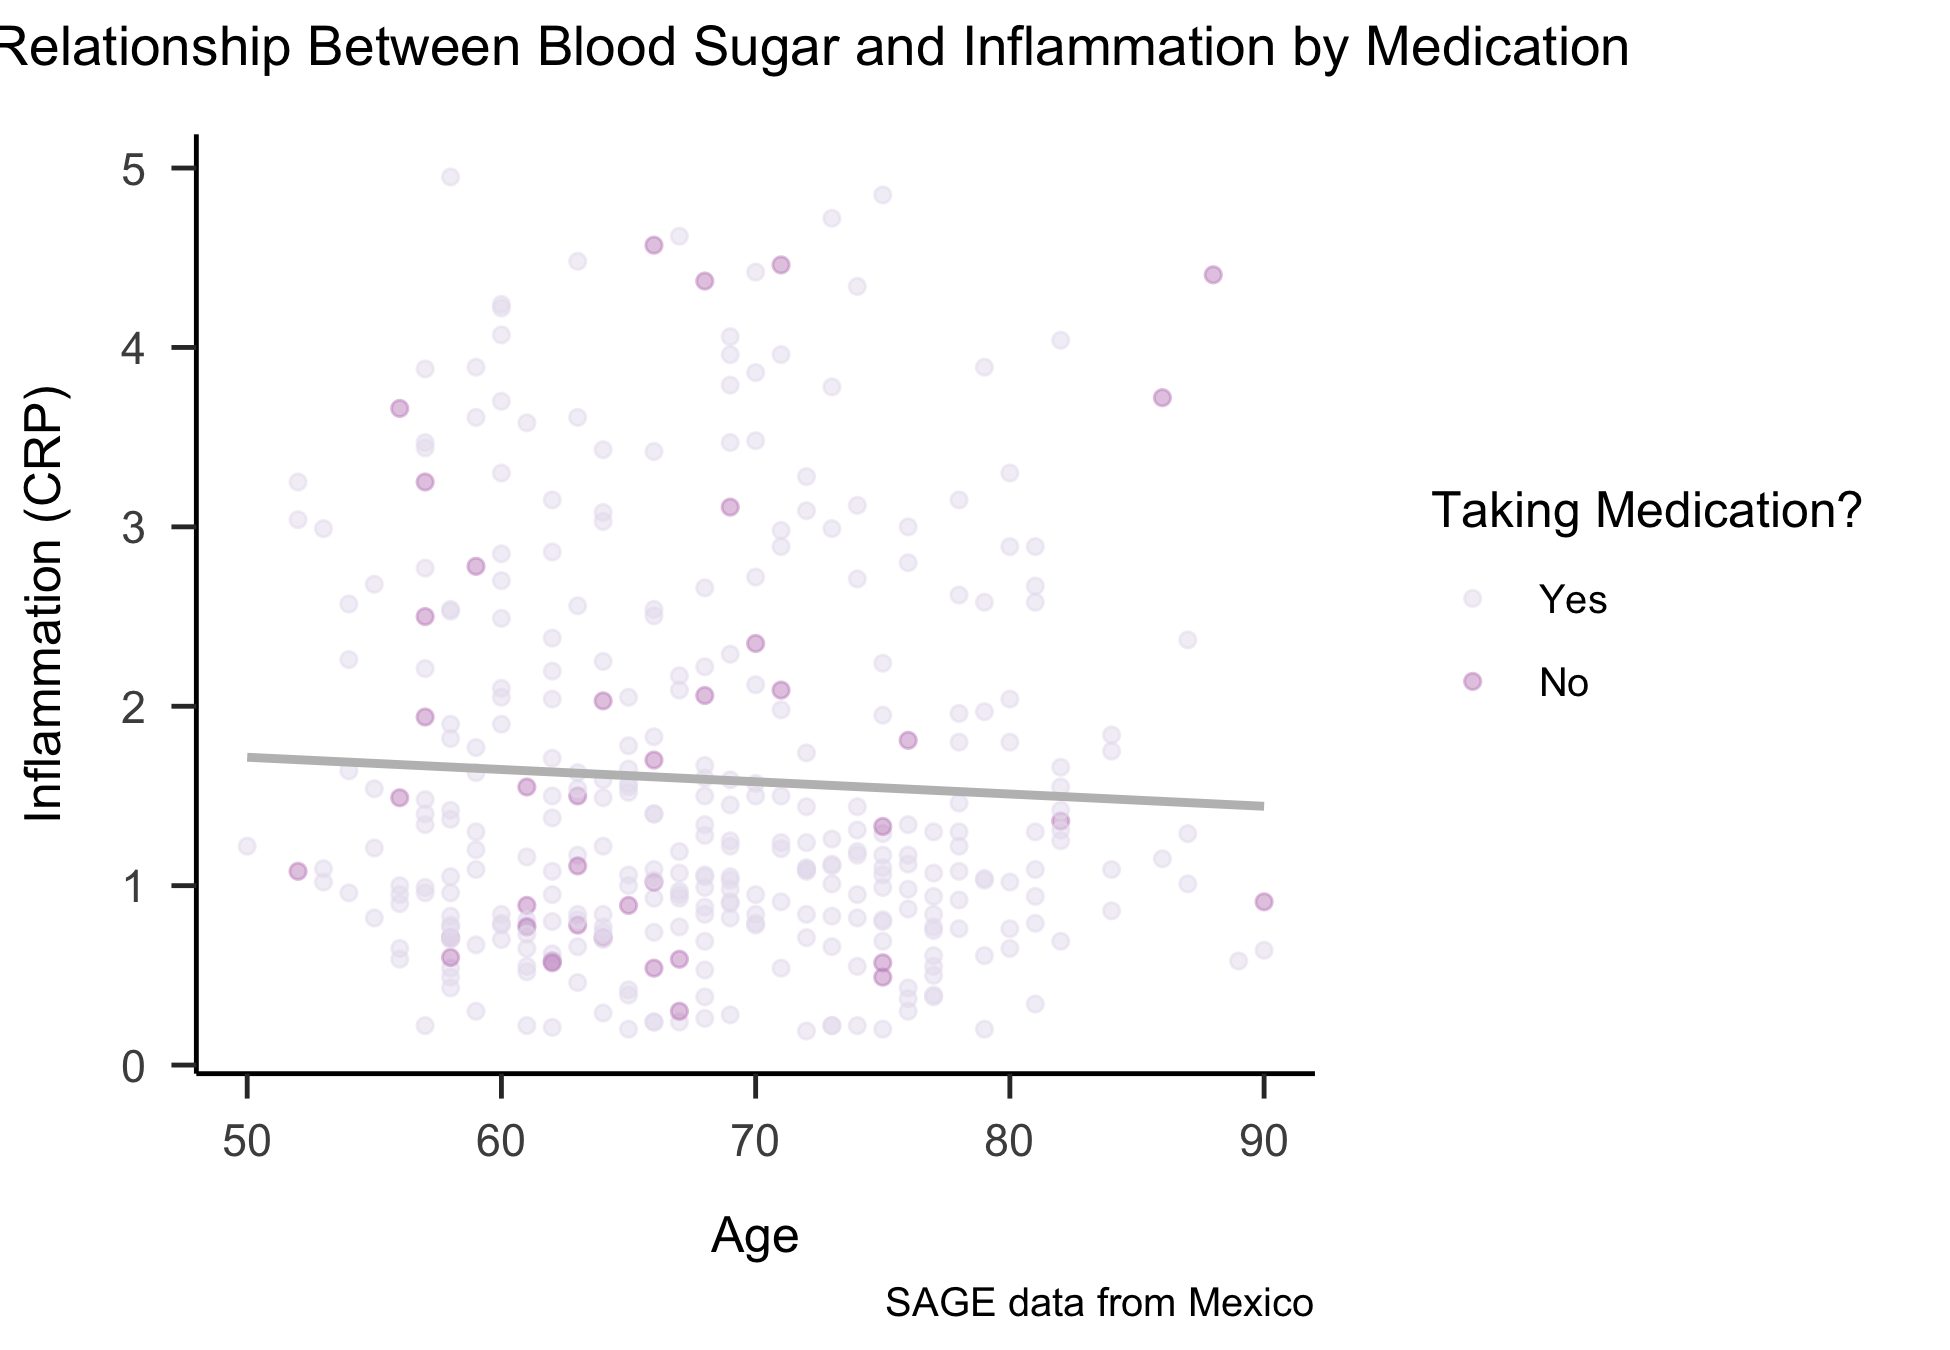 Relationship Between Blood Sugar and Inflammation by Medication
5
4
3
2
1
0
Inflammation (CRP)
50 60 70 80 90
Age
Taking Medication?
Yes
No
SAGE data from Mexico